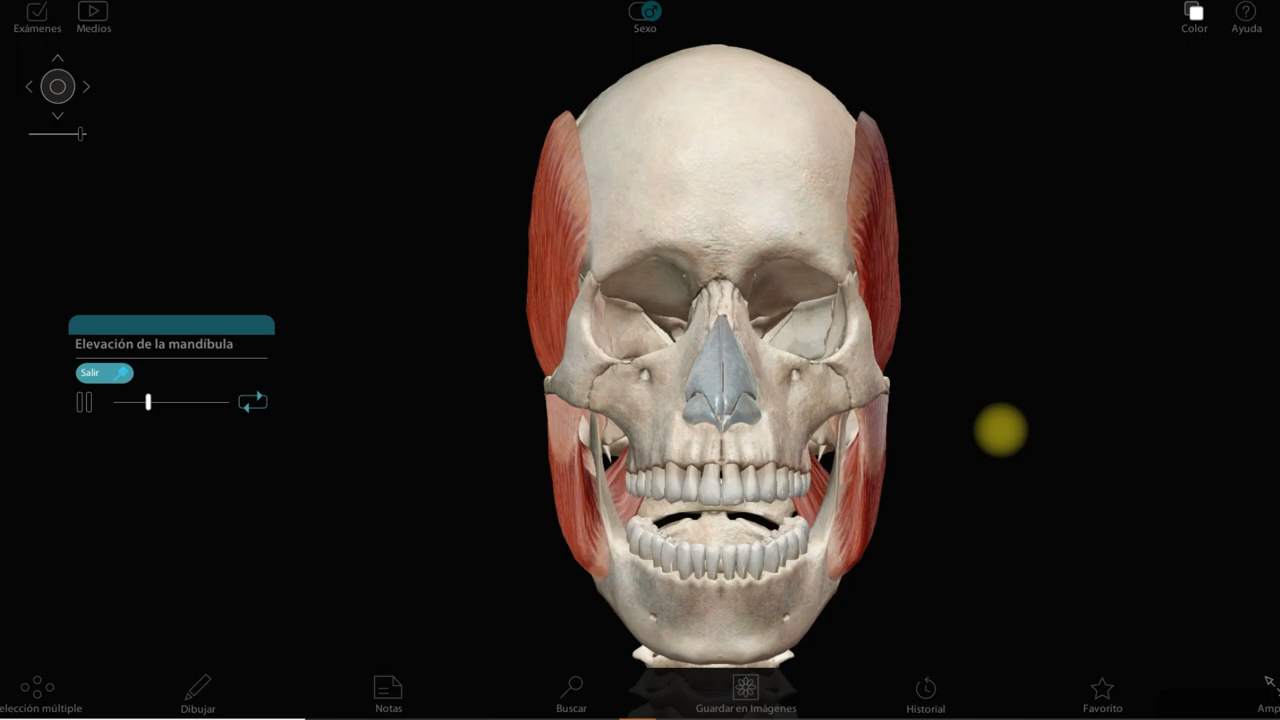 Exámenes
Medios
Sexo
Color
Ayuda
Elevación de la mandíbula
Salir
elección múltiple
Dibujar
Notas
Buscar
Guardar en Imágenes
Historial
Favorito
Amp